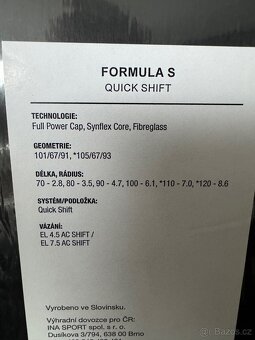 FORMULA S
QUICK SHIFT
TECHNOLOGIE:
Full Power Cap, Synflex Core, Fibreglass
GEOMETRIE:
101/67/91, *105/67/93
DÉLKA, RÁDIUS:
70 - 2.8, 80 - 3.5, 90 - 4.7, 100 - 6.1, *110 - 7.0, *120 - 8.6
SYSTÉM/PODLOŽKA:
Quick Shift
VÁZÁNÍ:
EL 4.5 AC SHIFT /
EL 7.5 AC SHIFT
Vyrobeno ve Slovinsku.
Výhradní dovozce pro ČR:
INA SPORT spol. s r. o.
Dusíkova 3/794, 638 00 Brno
Bazoš.cz